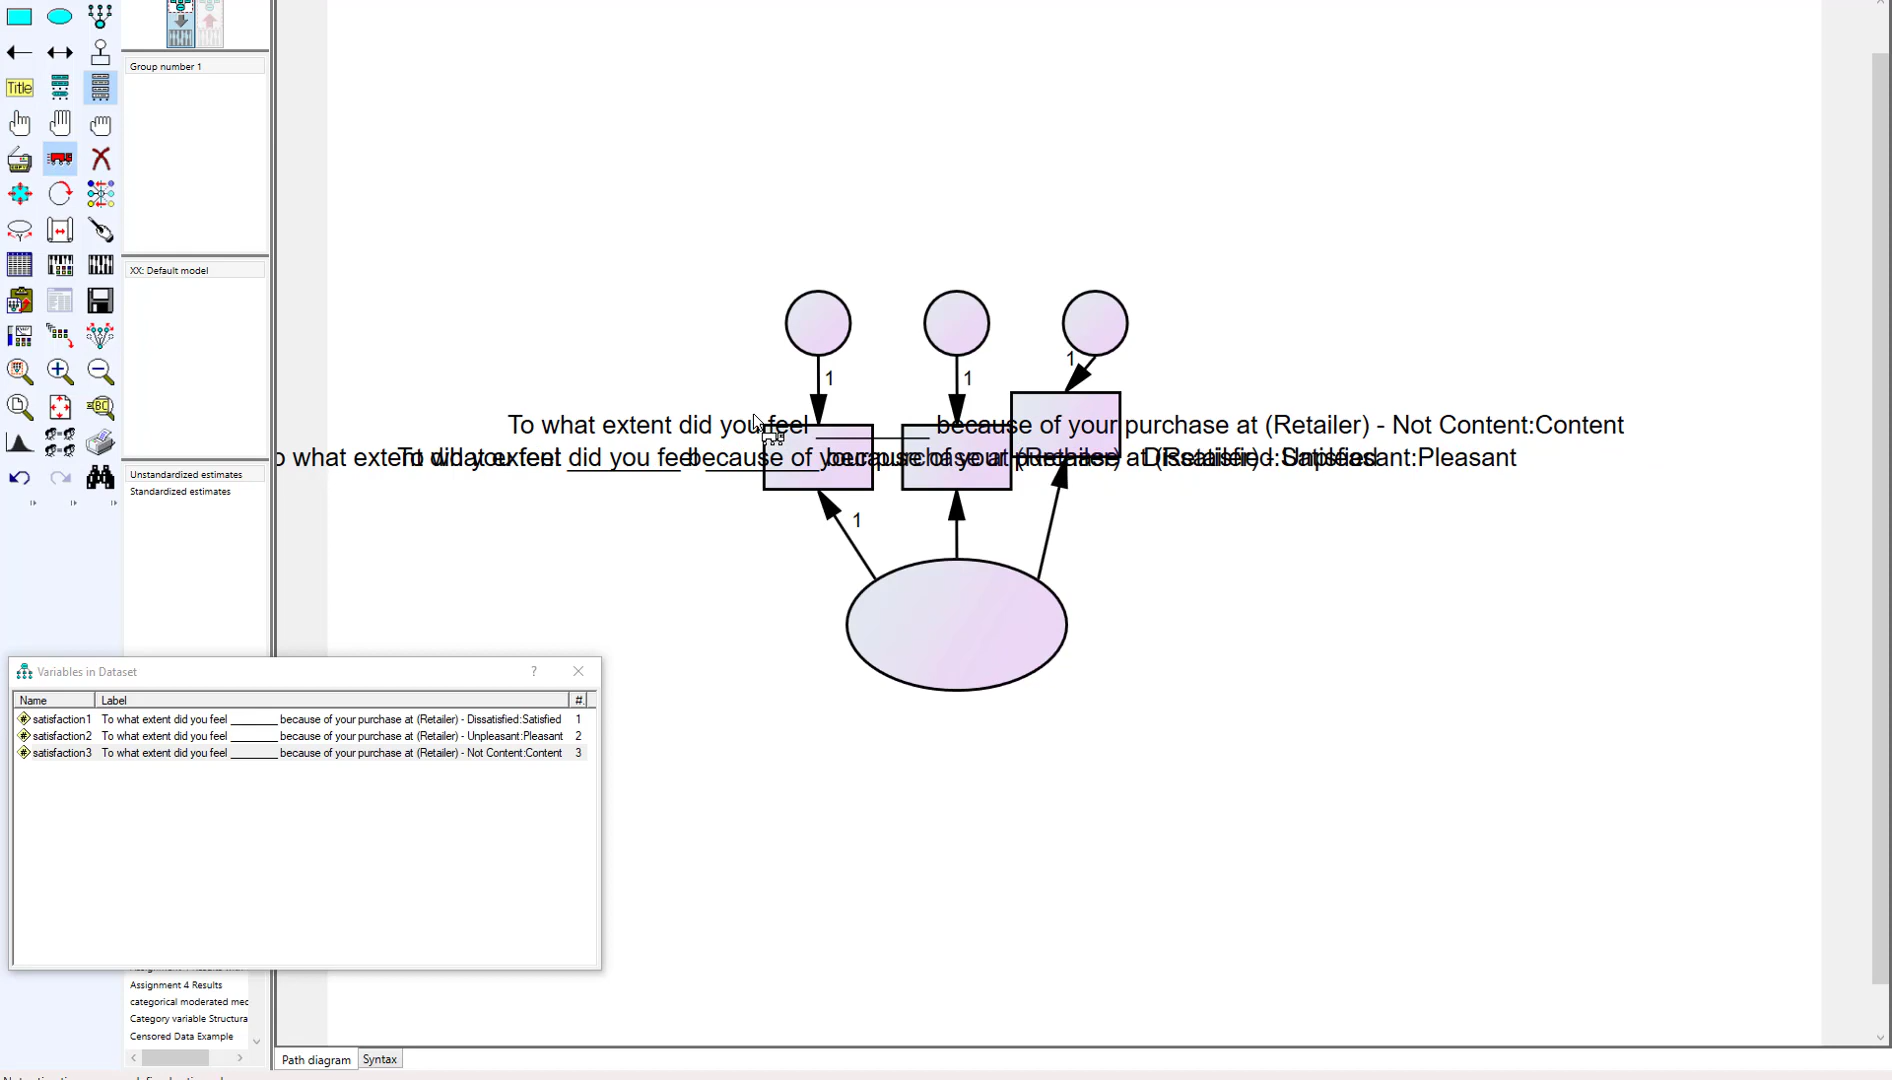 Title
Group number 1
XX: Default model
Unstandardized estimates
Standardized estimates
1
1
1
To what extent did you feel ________ because of your purchase at (Retailer) - Not Content:Content
1
Variables in Dataset
?
Name Label #.
satisfaction1 To what extent did you feel ________ because of your purchase at (Retailer) - Dissatisfied:Satisfied 1
satisfaction2 To what extent did you feel ________ because of your purchase at (Retailer) - Unpleasant:Pleasant 2
satisfaction3 To what extent did you feel ________ because of your purchase at (Retailer) - Not Content:Content 3
Assignment 4 Results
categorical moderated mec
Category variable Structura
Censored Data Example
Path diagram Syntax